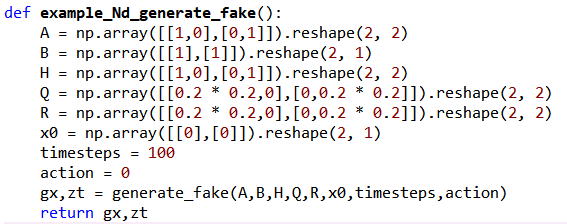 def example_Nd_generate_fake():
    A = np.array([[1,0],[0,1]]).reshape(2, 2)
    B = np.array([[1],[1]]).reshape(2, 1)
    H = np.array([[1,0],[0,1]]).reshape(2, 2)
    Q = np.array([[0.2 * 0.2,0],[0,0.2 * 0.2]]).reshape(2, 2)
    R = np.array([[0.2 * 0.2,0],[0,0.2 * 0.2]]).reshape(2, 2)
    x0 = np.array([[0],[0]]).reshape(2, 1)
    timesteps = 100
    action = 0
    gx,zt = generate_fake(A,B,H,Q,R,x0,timesteps,action)
    return gx,zt